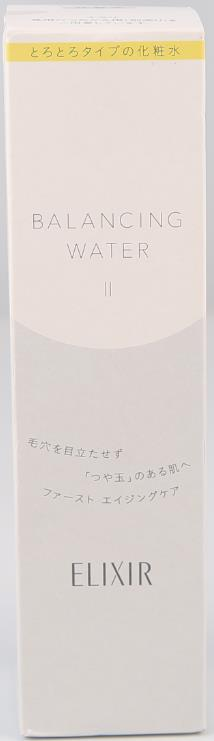 とろとろタイプの化粧水
BALANCING
WATER
II
毛穴を目立たせず
「つや玉」のある肌へ
ファースト エイジングケア
ELIXIR